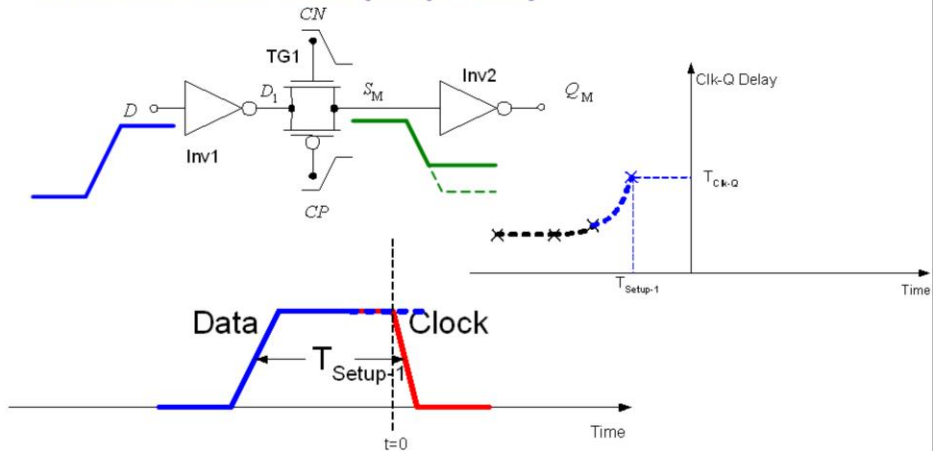 CN
TG1
Inv2
Clk-Q Delay
D
D1
SM
QM
Inv1
TClk-Q
CP
TSetup-1
Time
Data
Clock
TSetup-1
Time
t=0